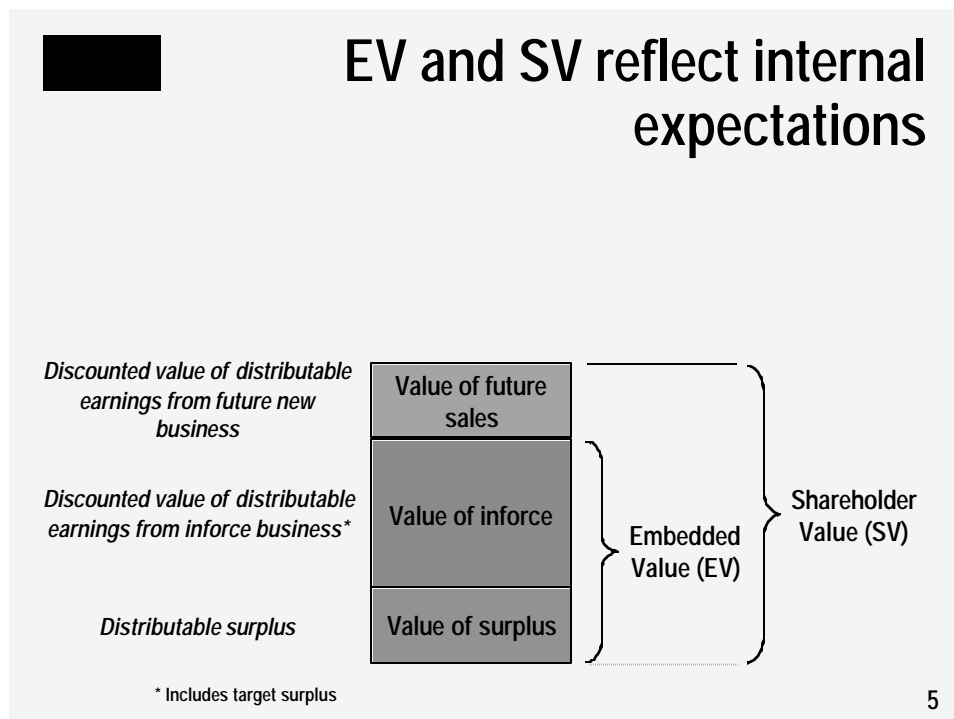 EV and SV reflect internal
expectations
Discounted value of distributable
earnings from future new
business
Value of future
sales
Discounted value of distributable
earnings from inforce business*
Value of inforce
Embedded
Value (EV)
Shareholder
Value (SV)
Distributable surplus
Value of surplus
* Includes target surplus
5